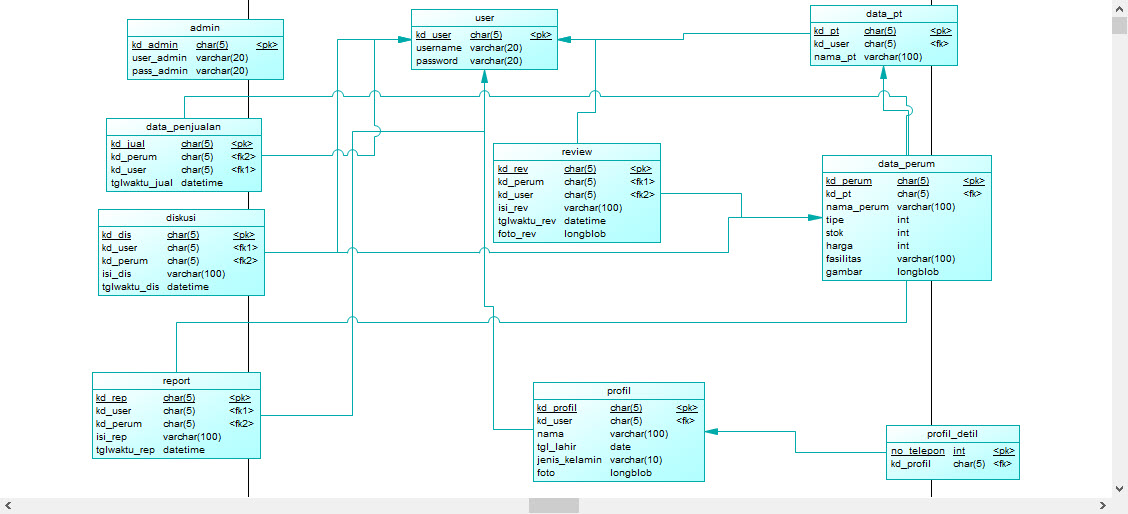 admin
kd_admin char(5) <pk>
user_admin varchar(20)
pass_admin varchar(20)
user
kd_user char(5) <pk>
username varchar(20)
password varchar(20)
data_pt
kd_pt char(5) <pk>
kd_user char(5) <fk>
nama_pt varchar(100)
data_penjualan
kd_jual char(5) <pk>
kd_perum char(5) <fk2>
kd_user char(5) <fk1>
tglwaktu_jual datetime
review
kd_rev char(5) <pk>
kd_perum char(5) <fk1>
kd_user char(5) <fk2>
isi_rev varchar(100)
tglwaktu_rev datetime
foto_rev longblob
data_perum
kd_perum char(5) <pk>
kd_pt char(5) <fk>
nama_perum varchar(100)
tipe int
stok int
harga int
fasilitas varchar(100)
gambar longblob
diskusi
kd_dis char(5) <pk>
kd_user char(5) <fk1>
kd_perum char(5) <fk2>
isi_dis varchar(100)
tglwaktu_dis datetime
report
kd_rep char(5) <pk>
kd_user char(5) <fk1>
kd_perum char(5) <fk2>
isi_rep varchar(100)
tglwaktu_rep datetime
profil
kd_profil char(5) <pk>
kd_user char(5) <fk>
nama varchar(100)
tgl_lahir date
jenis_kelamin varchar(10)
foto longblob
profil_detil
no_telepon int <pk>
kd_profil char(5) <fk>